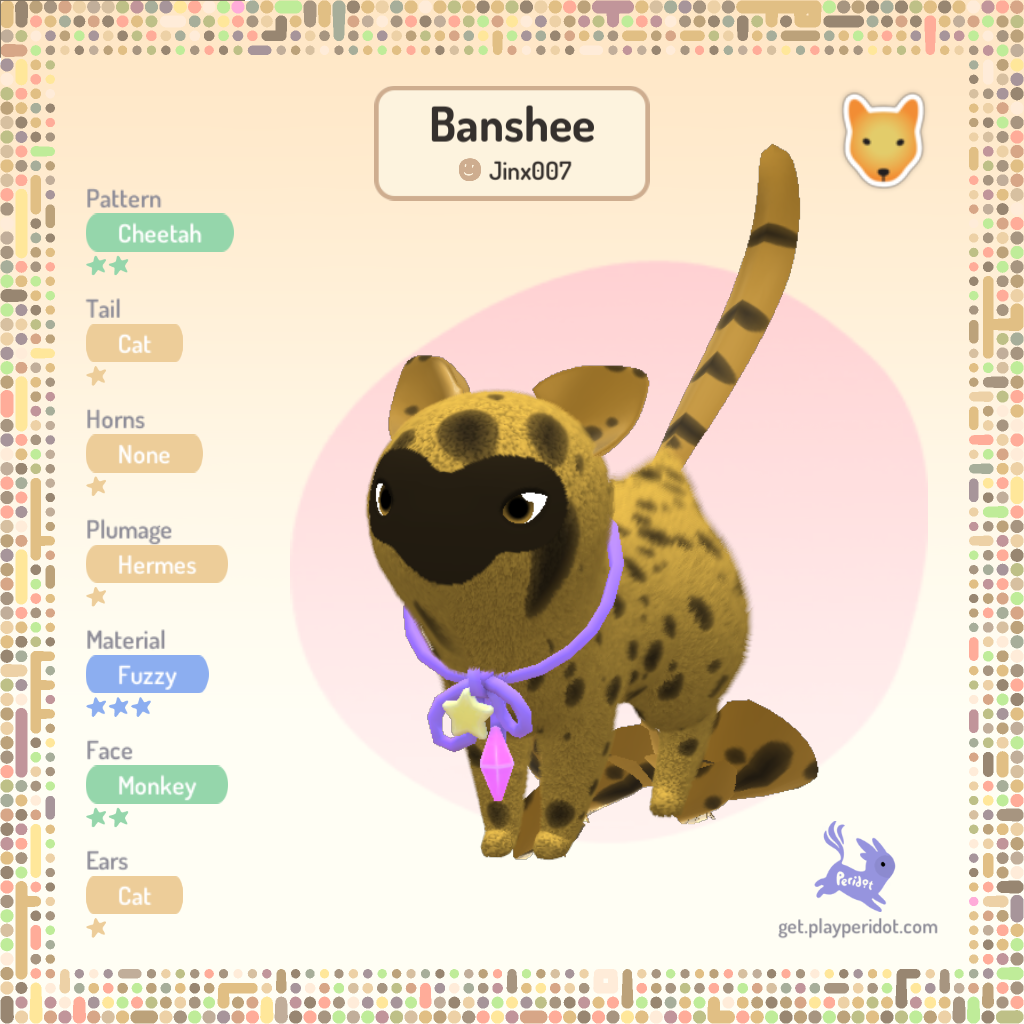 Banshee
Jinx007
Pattern
Cheetah
Tail
Cat
Horns
None
Plumage
Hermes
Material
Fuzzy
Face
Monkey
Ears
Cat
Peridot
get.playperidot.com